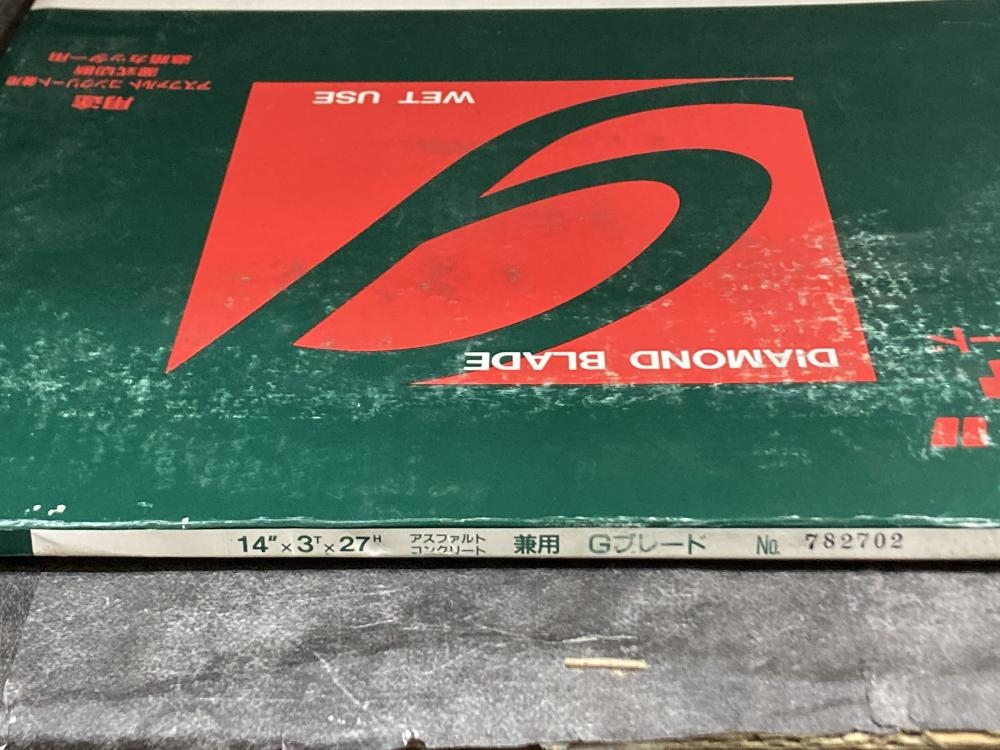 用途
アスファルト コンクリート兼用
湿式切断
道路カッター用
WET USE
DIAMOND BLADE
14"×3T×27H アスファルト コンクリート 兼用 Gブレード No. 782702